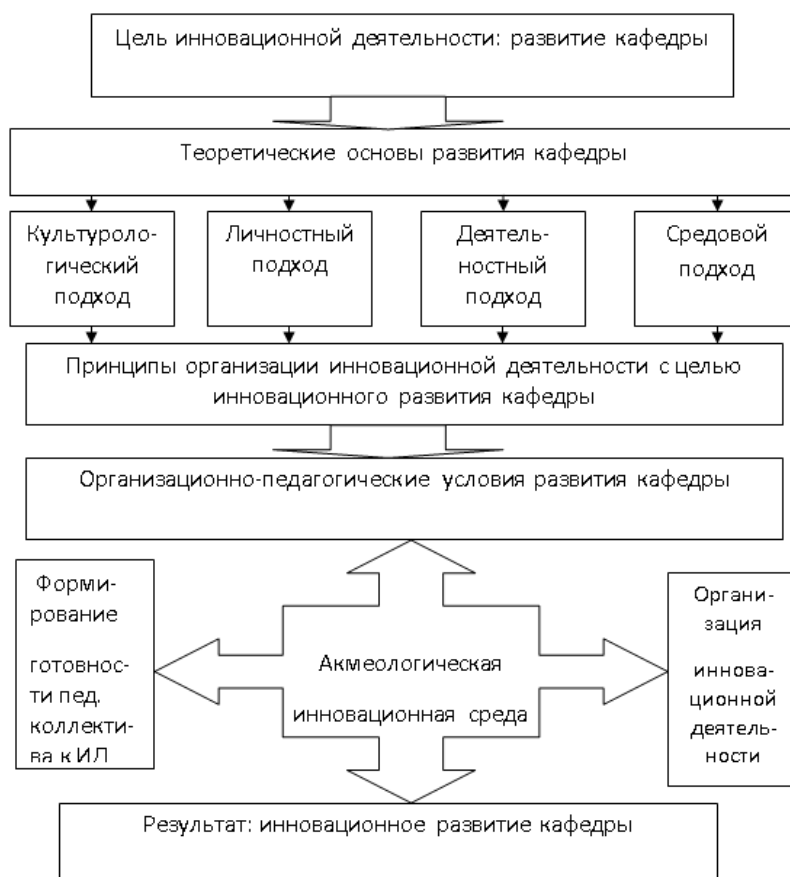 Цель инновационной деятельности: развитие кафедры
Теоретические основы развития кафедры
Культуроло-
гический
подход
Личностный
подход
Деятель-
ностный
подход
Средовой
подход
Принципы организации инновационной деятельности с целью
инновационного развития кафедры
Организационно-педагогические условия развития кафедры
Форми-
рование
готовнос-
ти пед.
коллекти-
ва к ИЛ
Акмеологическая
инновационная среда
Органи-
зация
иннова-
ционной
деятель-
ности
Результат: инновационное развитие кафедры